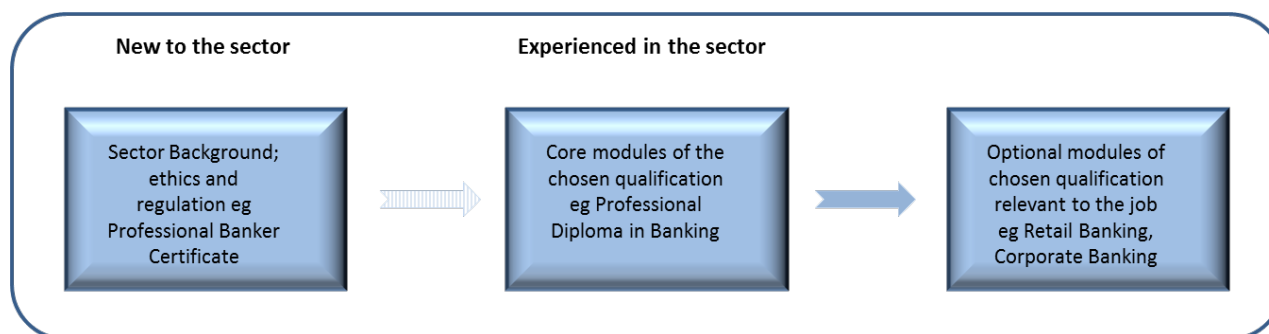 New to the sector
Experienced in the sector
Sector Background;
ethics and
regulation eg
Professional Banker
Certificate
Core modules of the
chosen qualification
eg Professional
Diploma in Banking
Optional modules of
chosen qualification
relevant to the job
eg Retail Banking,
Corporate Banking